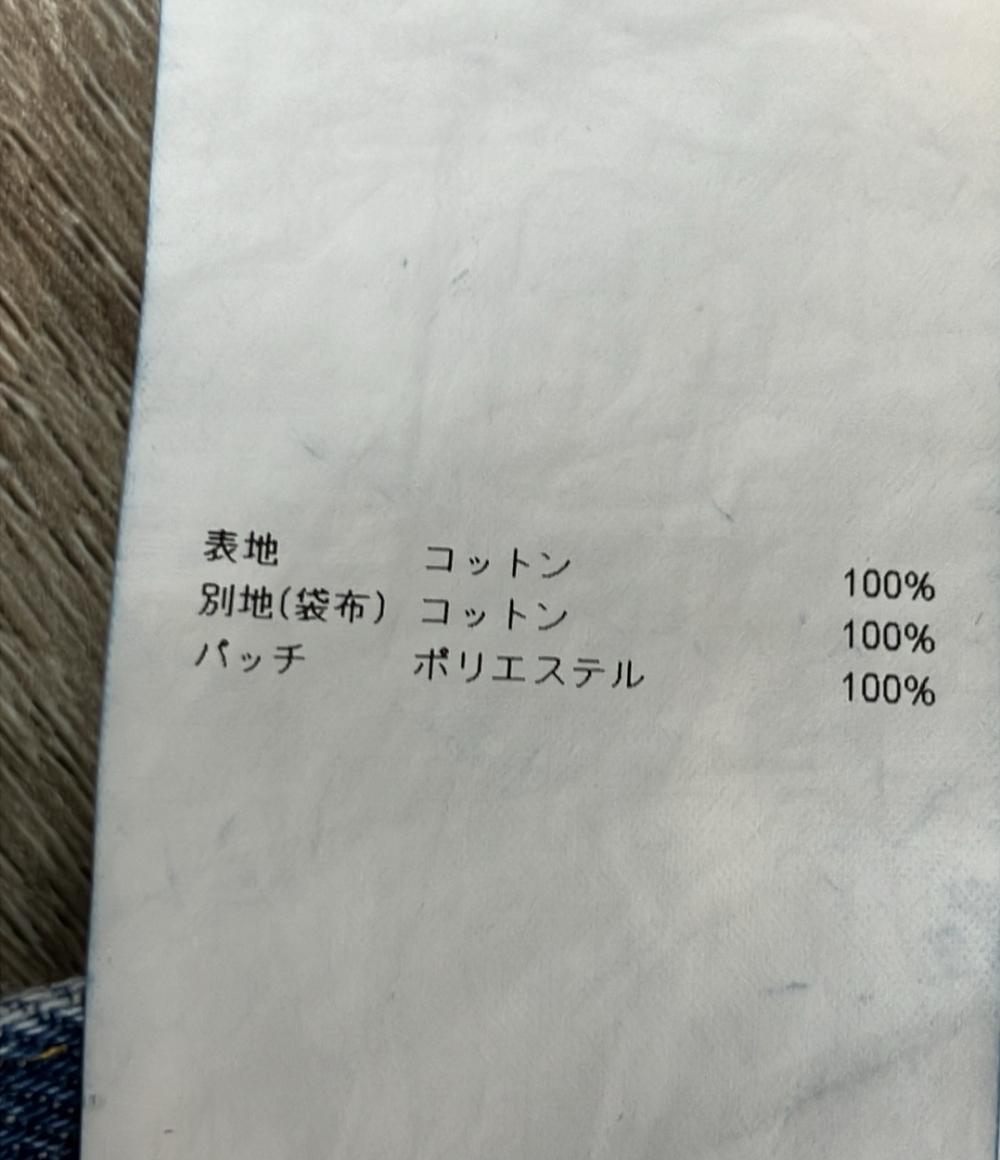 表地 コットン 100%
別地(袋布) コットン 100%
パッチ ポリエステル 100%